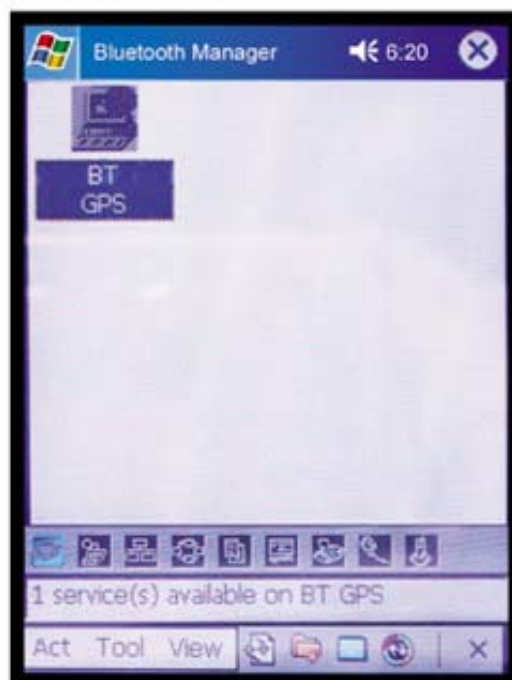 Bluetooth Manager 6:20
BT
GPS
1 service(s) available on BT GPS
Act Tool View